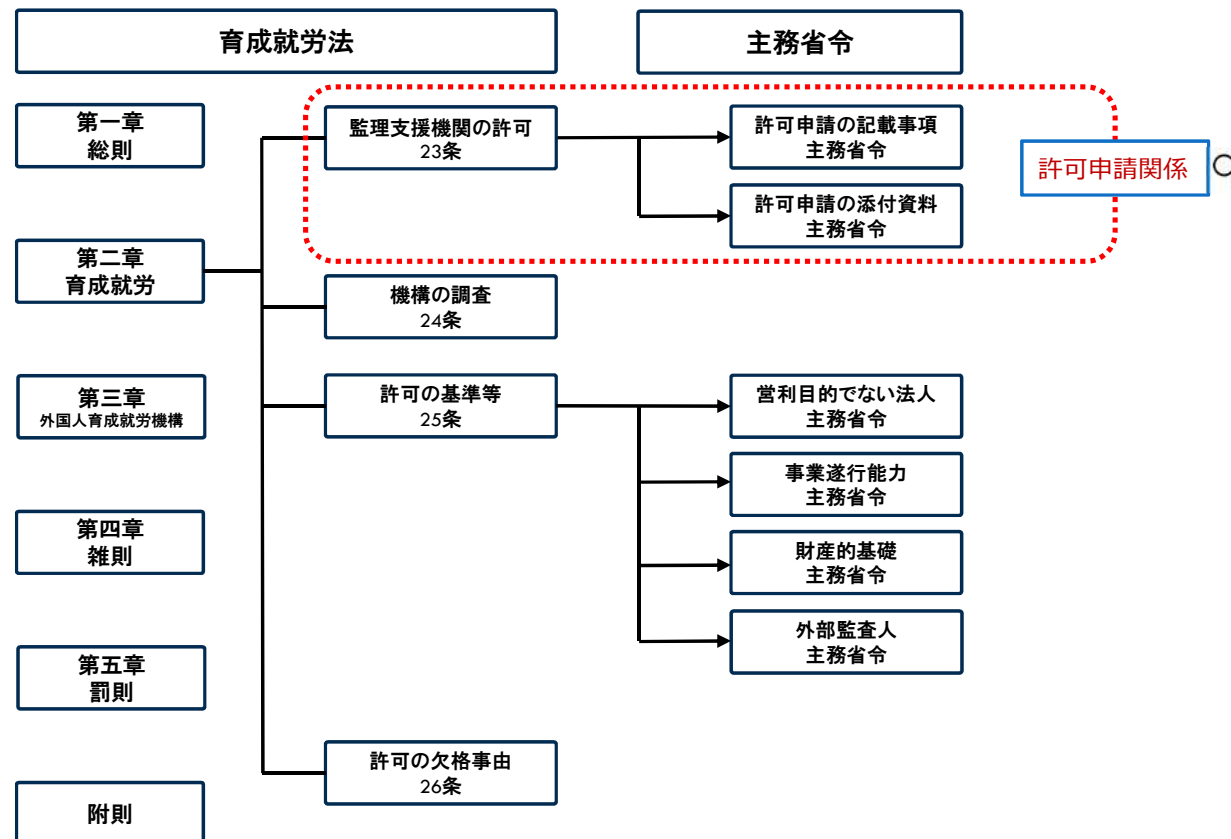 育成就労法
主務省令
第一章
総則
監理支援機関の許可
23条
許可申請の記載事項
主務省令
許可申請関係
許可申請の添付資料
主務省令
第二章
育成就労
機構の調査
24条
第三章
外国人育成就労機構
許可の基準等
25条
営利目的でない法人
主務省令
事業遂行能力
主務省令
第四章
雑則
財産的基礎
主務省令
外部監査人
主務省令
第五章
罰則
許可の欠格事由
26条
附則